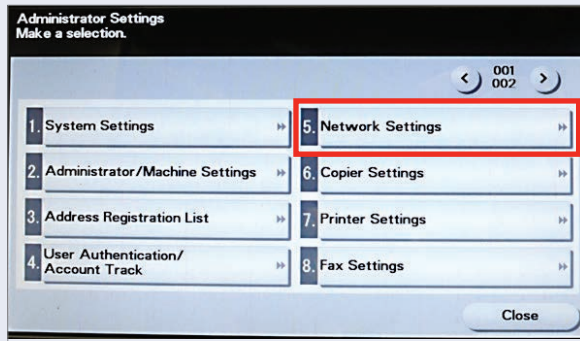 Administrator Settings
Make a selection.
001
002
1. System Settings
2. Administrator/Machine Settings
3. Address Registration List
4. User Authentication/
Account Track
5. Network Settings
6. Copier Settings
7. Printer Settings
8. Fax Settings
Close